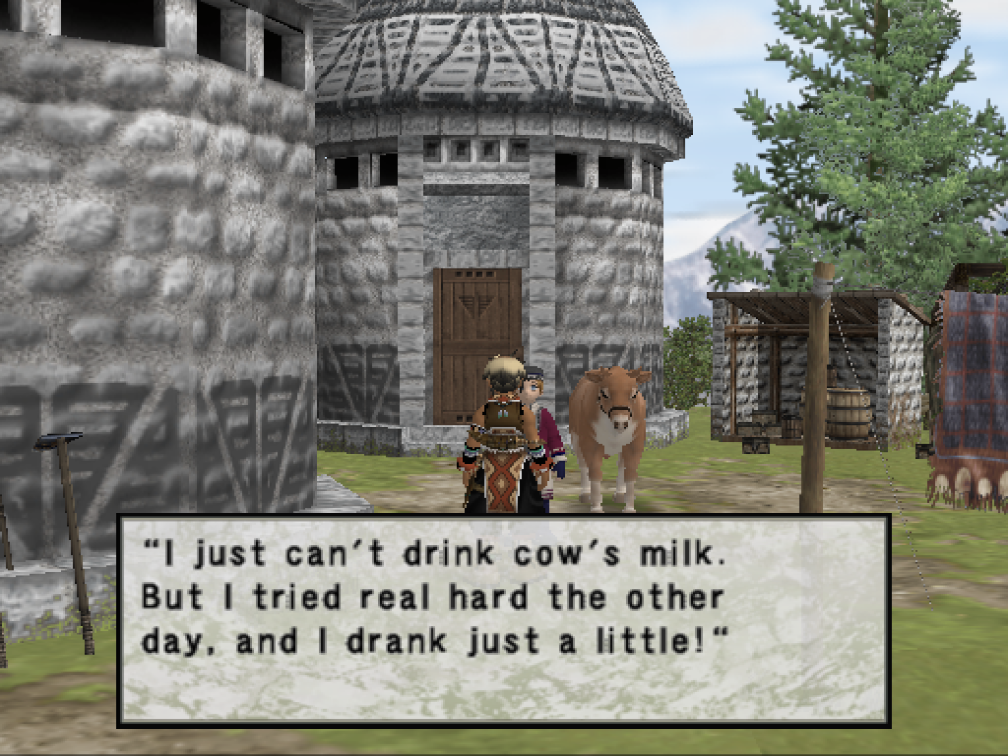 “I just can't drink cow's milk.
But I tried real hard the other
day, and I drank just a little!“